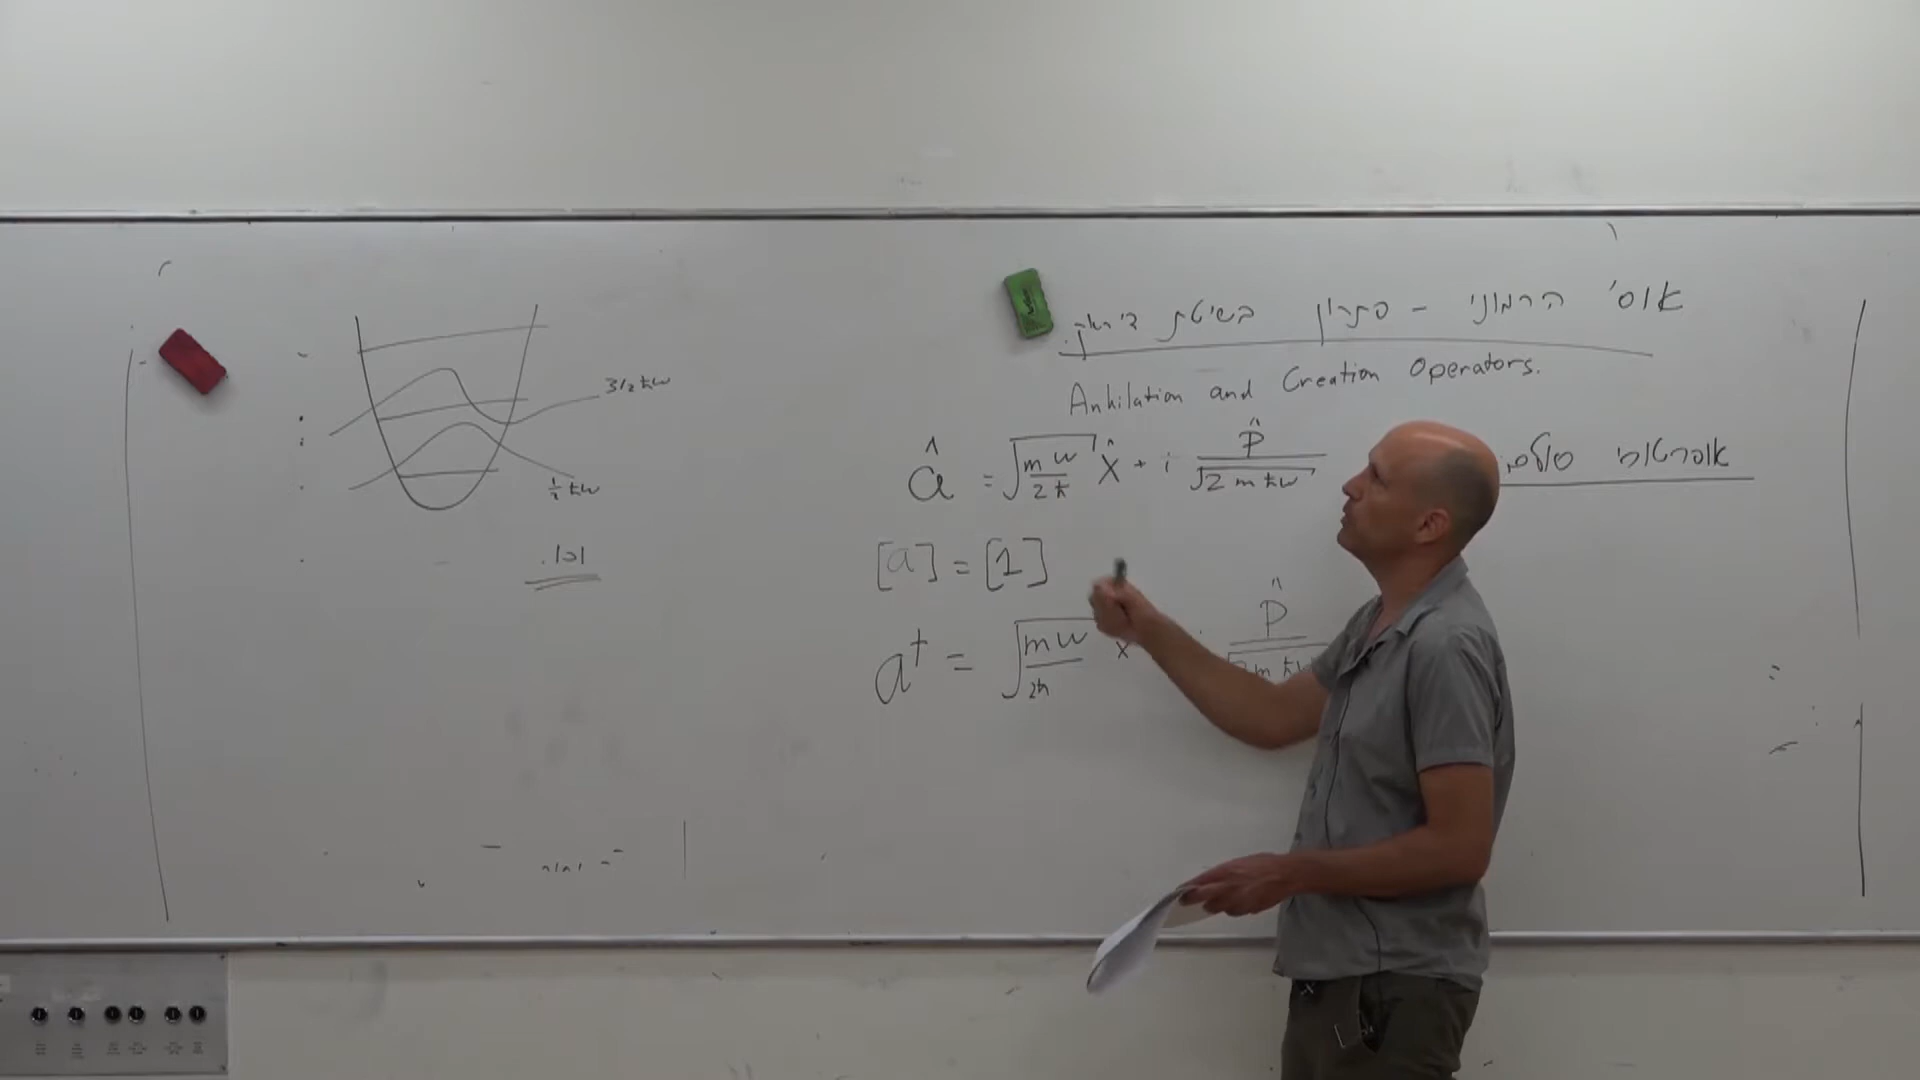 אוס' הרמוני - פתרון בשיטת דיראק.
Anhilation and Creation Operators.
אופרטורי סולם
â = √(mω/2ħ) x̂ + i p̂/√(2mħω)
[a] = [1]
a† = √(mω/2ħ) x p̂/√(2mħω)
3/2 ħω
1/2 ħω